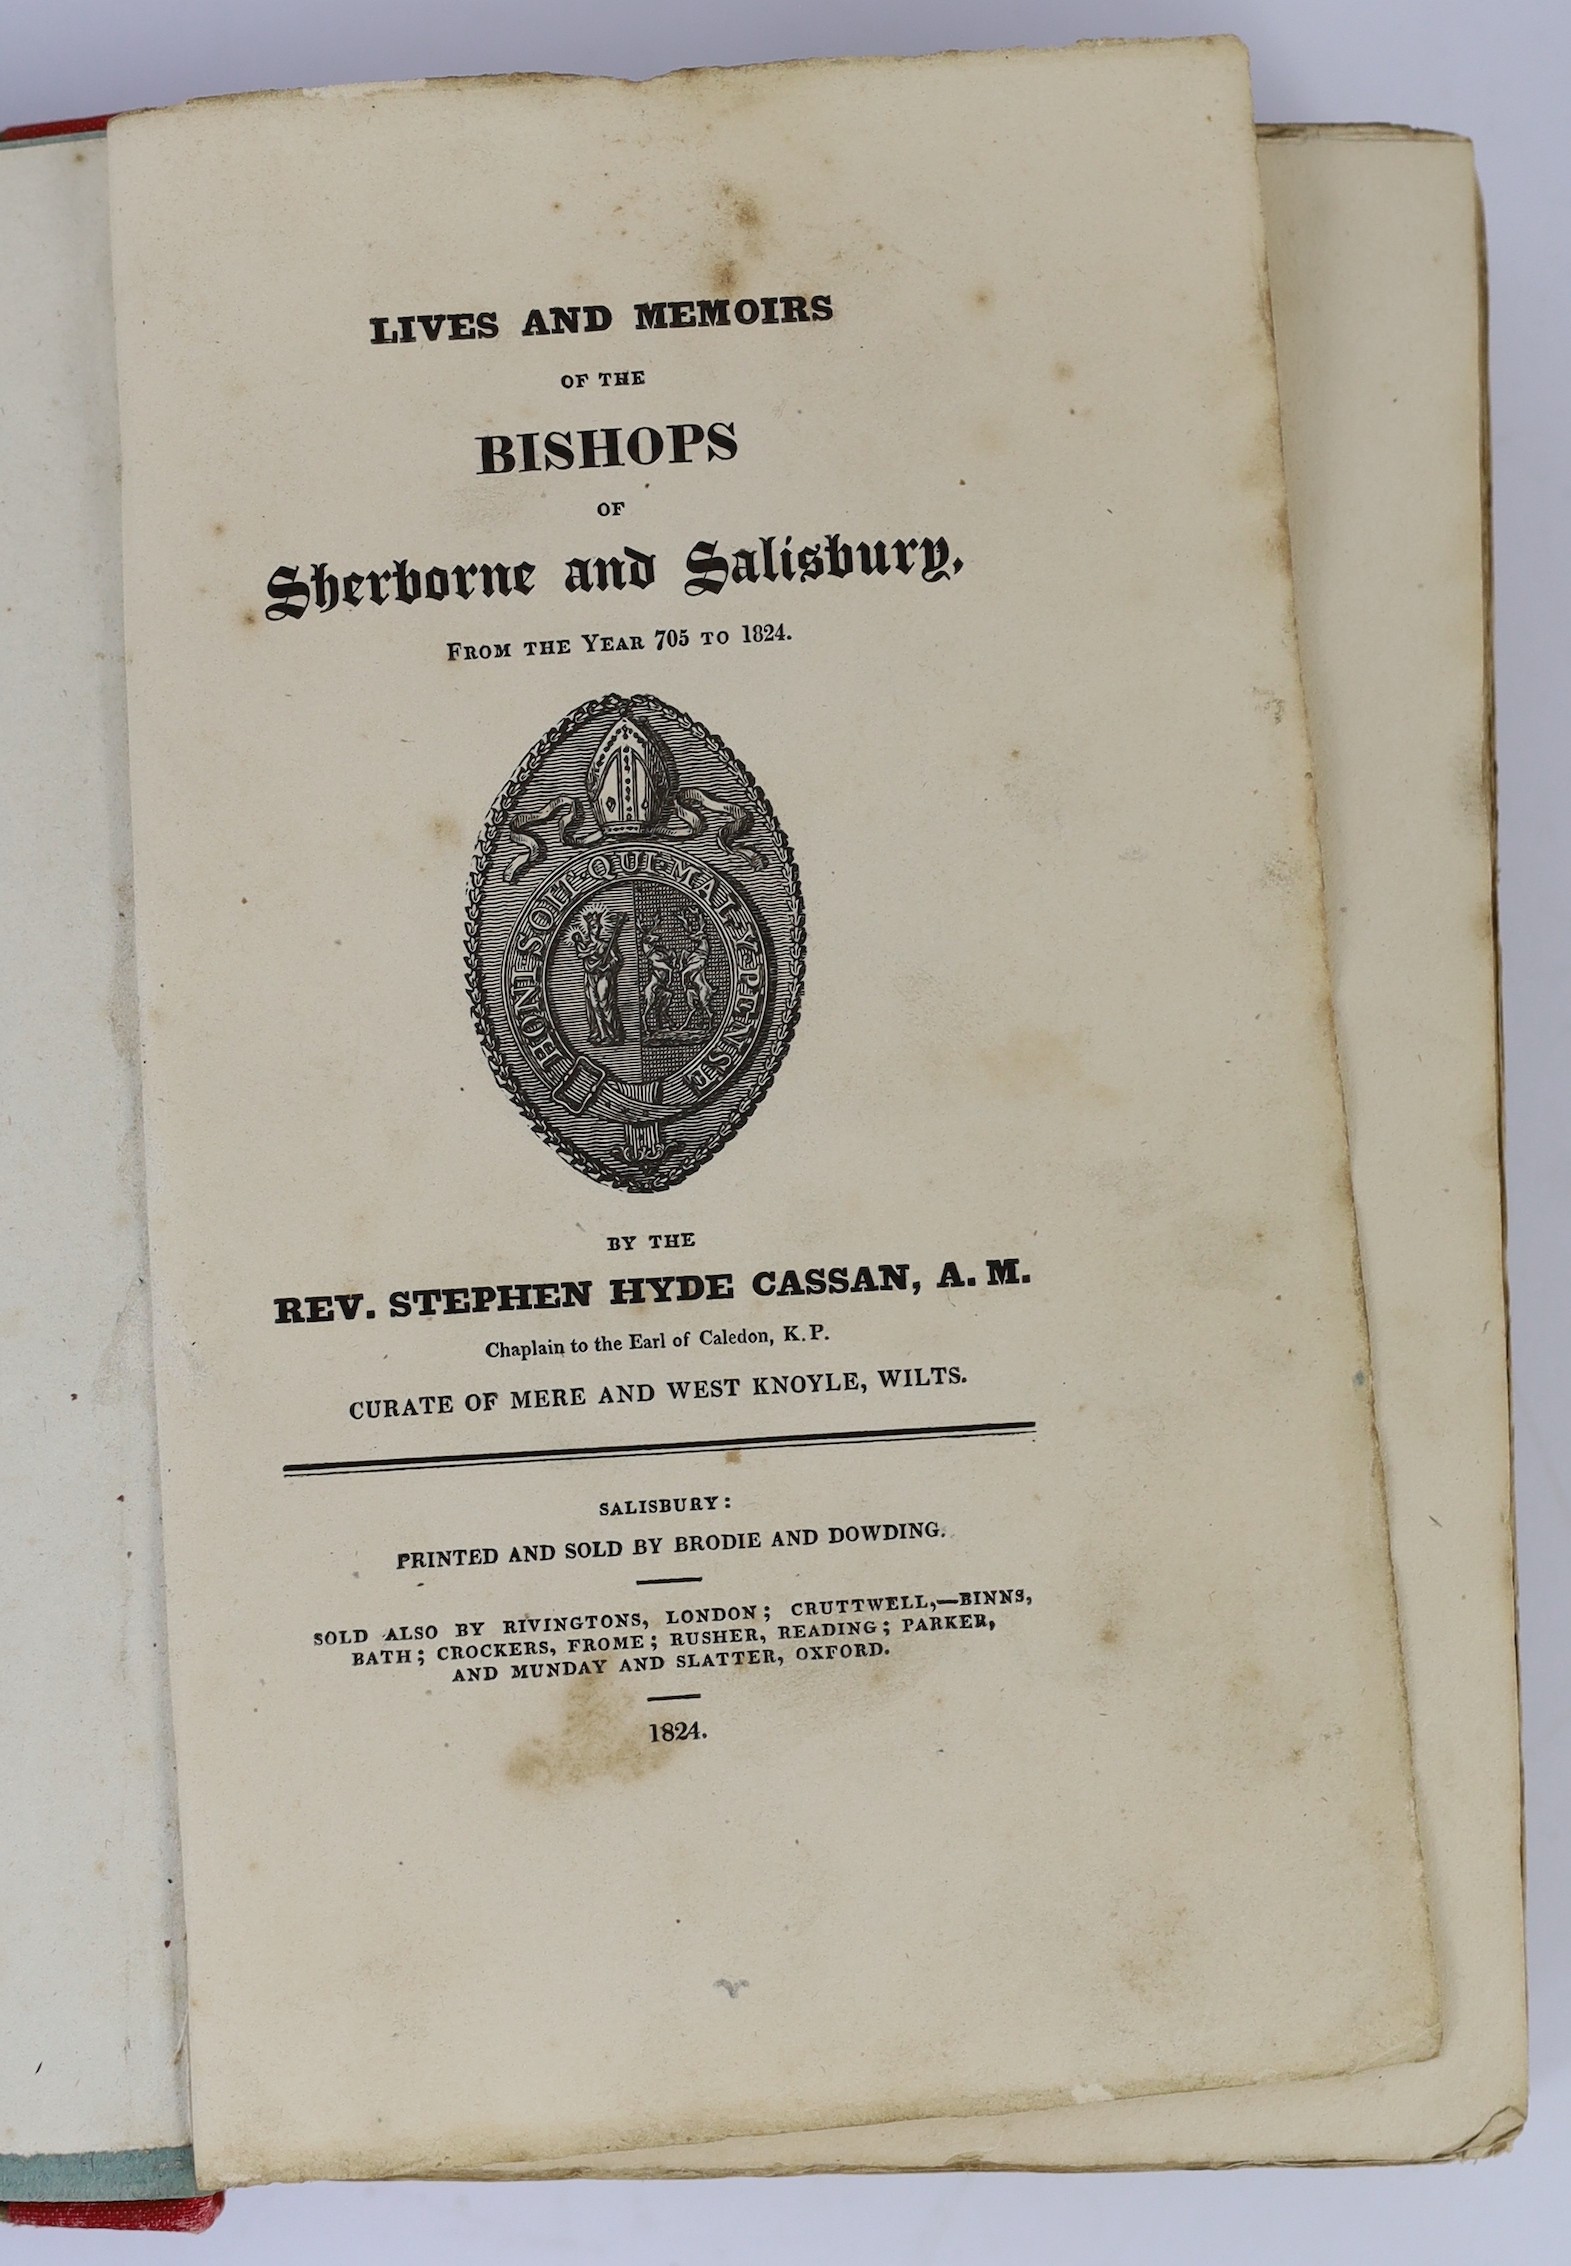 LIVES AND MEMOIRS
OF THE
BISHOPS
OF
Sherborne and Salisbury,
FROM THE YEAR 705 TO 1824.
HONI·SOIT·QUI·MAL·Y·PENSE
BY THE
REV. STEPHEN HYDE CASSAN, A. M.
Chaplain to the Earl of Caledon, K. P.
CURATE OF MERE AND WEST KNOYLE, WILTS.
SALISBURY:
PRINTED AND SOLD BY BRODIE AND DOWDING.
SOLD ALSO BY RIVINGTONS, LONDON; CRUTTWELL,—BINNS,
BATH; CROCKERS, FROME; RUSHER, READING; PARKER,
AND MUNDAY AND SLATTER, OXFORD.
1824.